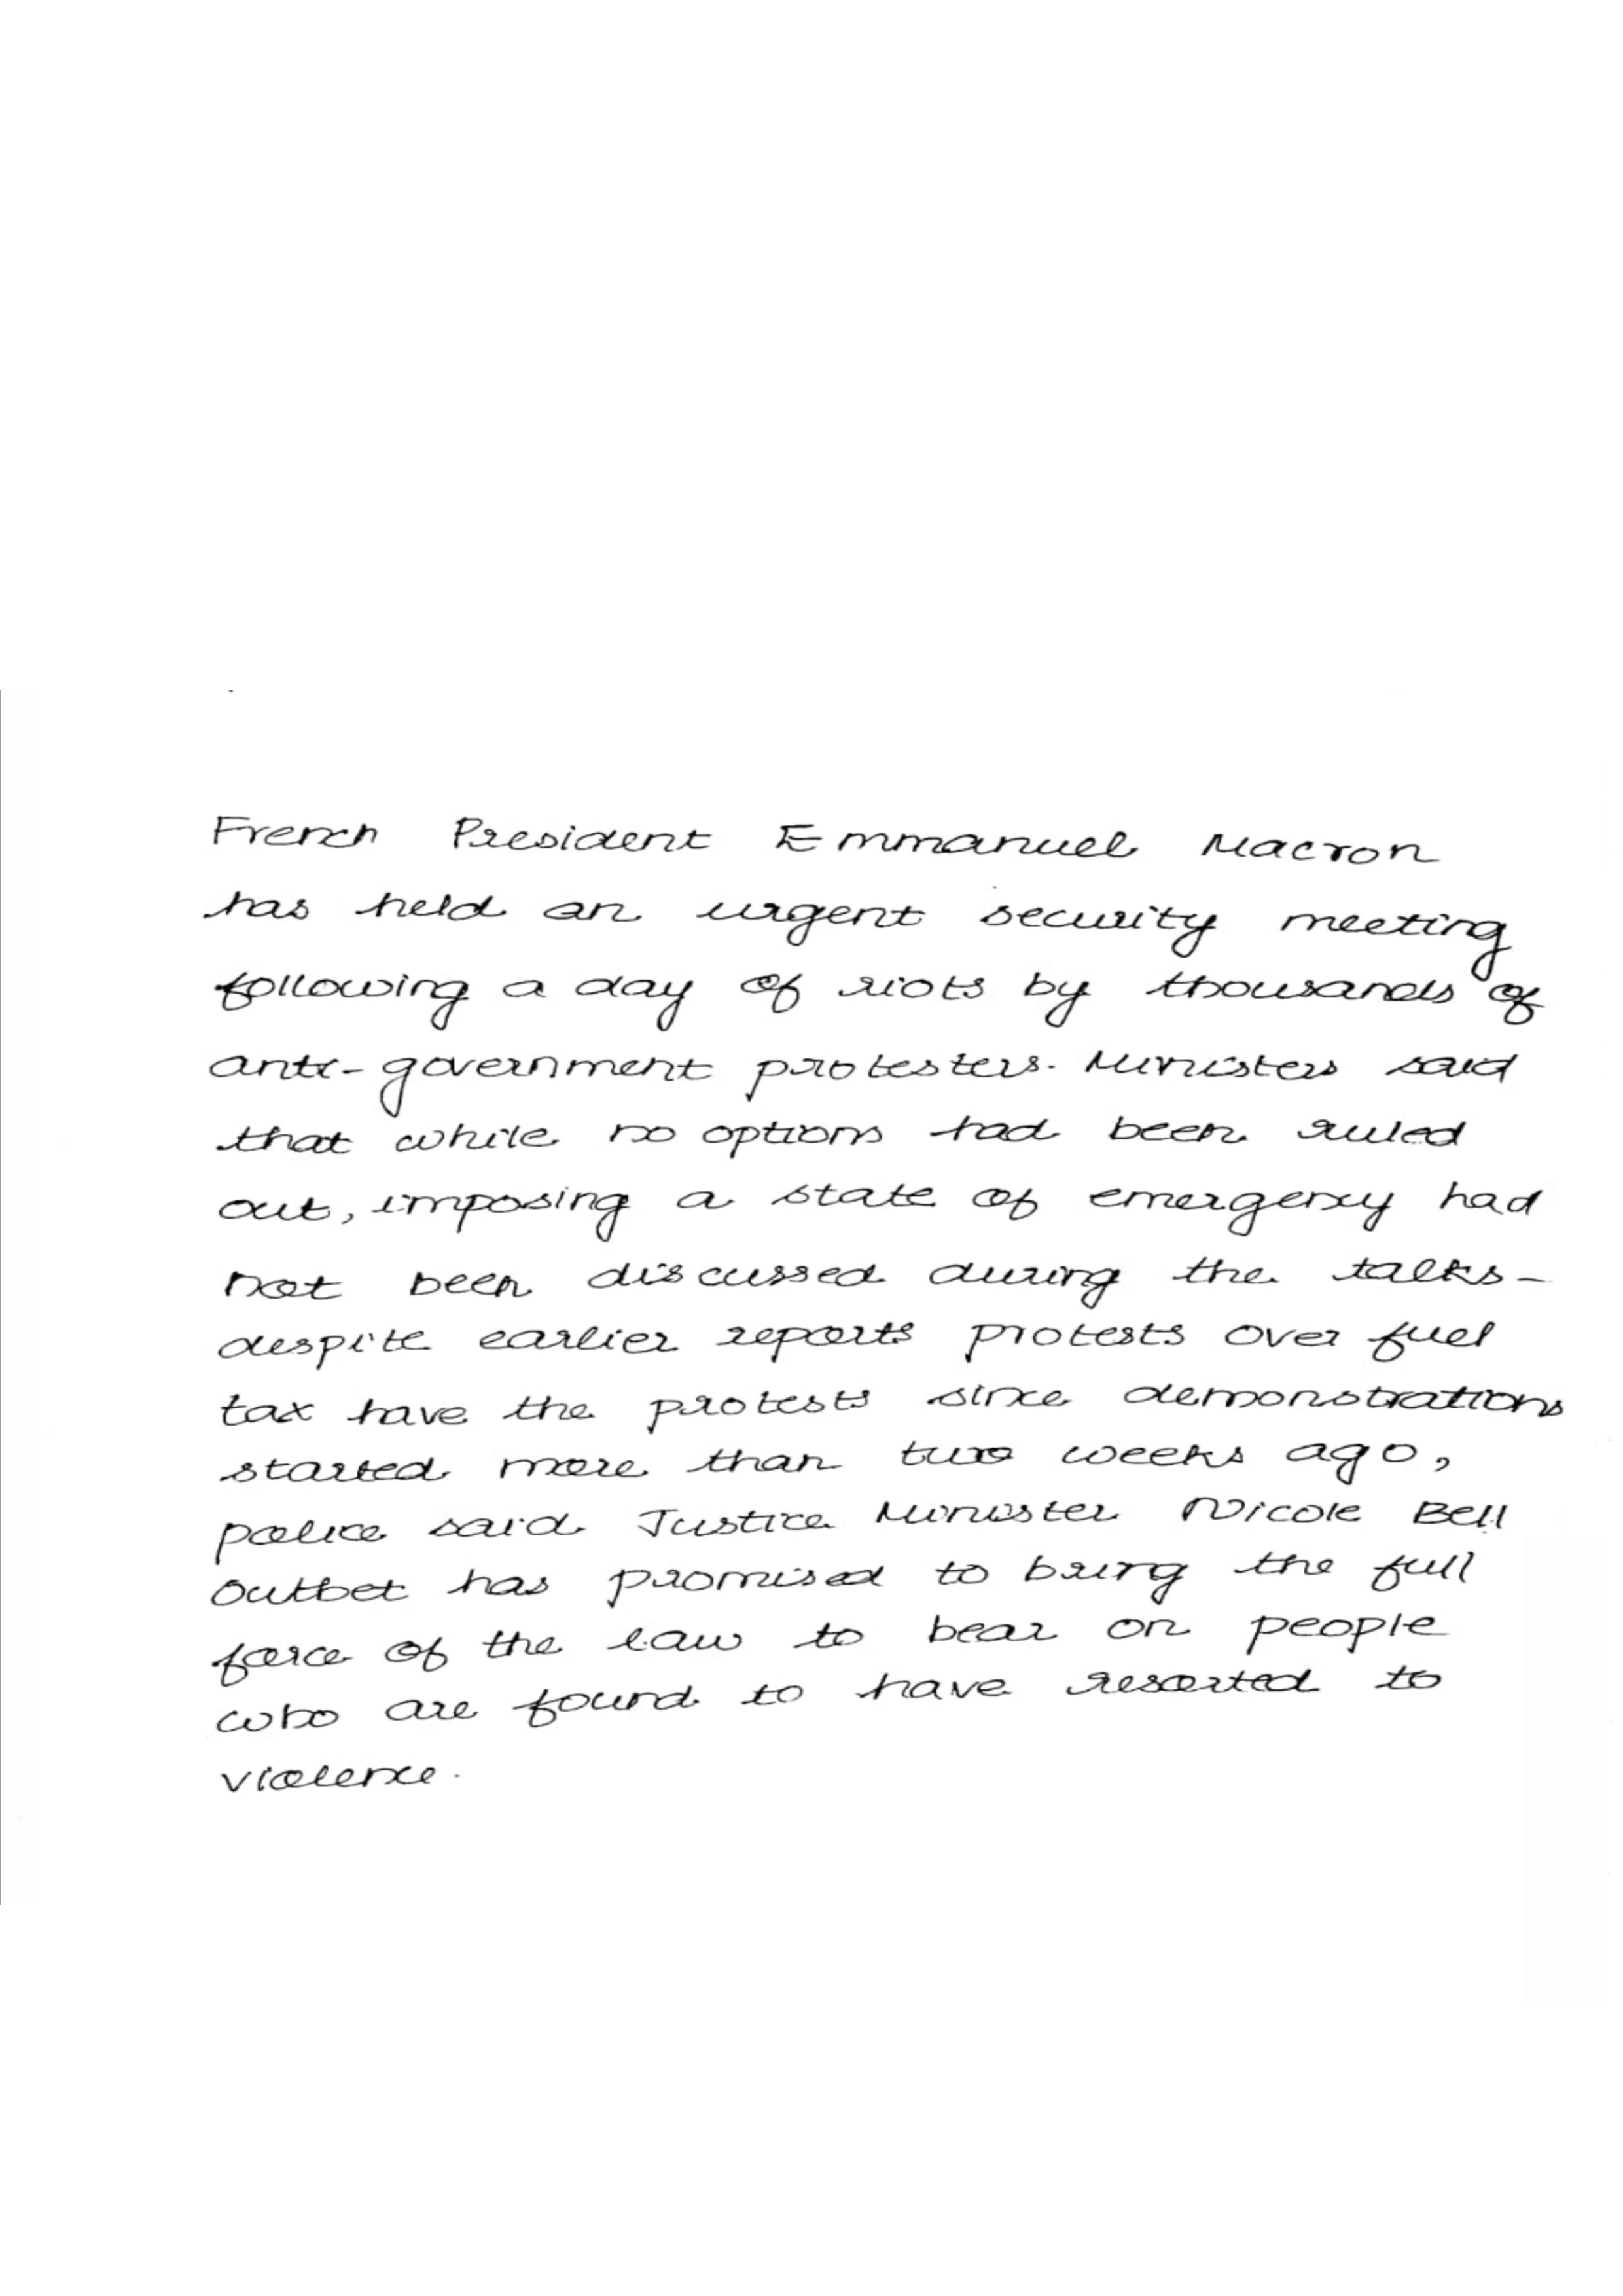 French President Emmanuel Macron
has held an urgent security meeting
following a day of riots by thousands of
anti-government protesters. Ministers said
that while no options had been ruled
out, imposing a state of emergency had
not been discussed during the talks-
despite earlier reports protests over fuel
tax have the protests since demonstrations
started more than two weeks ago,
police said Justice Minister Nicole Bell
outbet has promised to bring the full
force of the law to bear on people
who are found to have resorted to
violence.